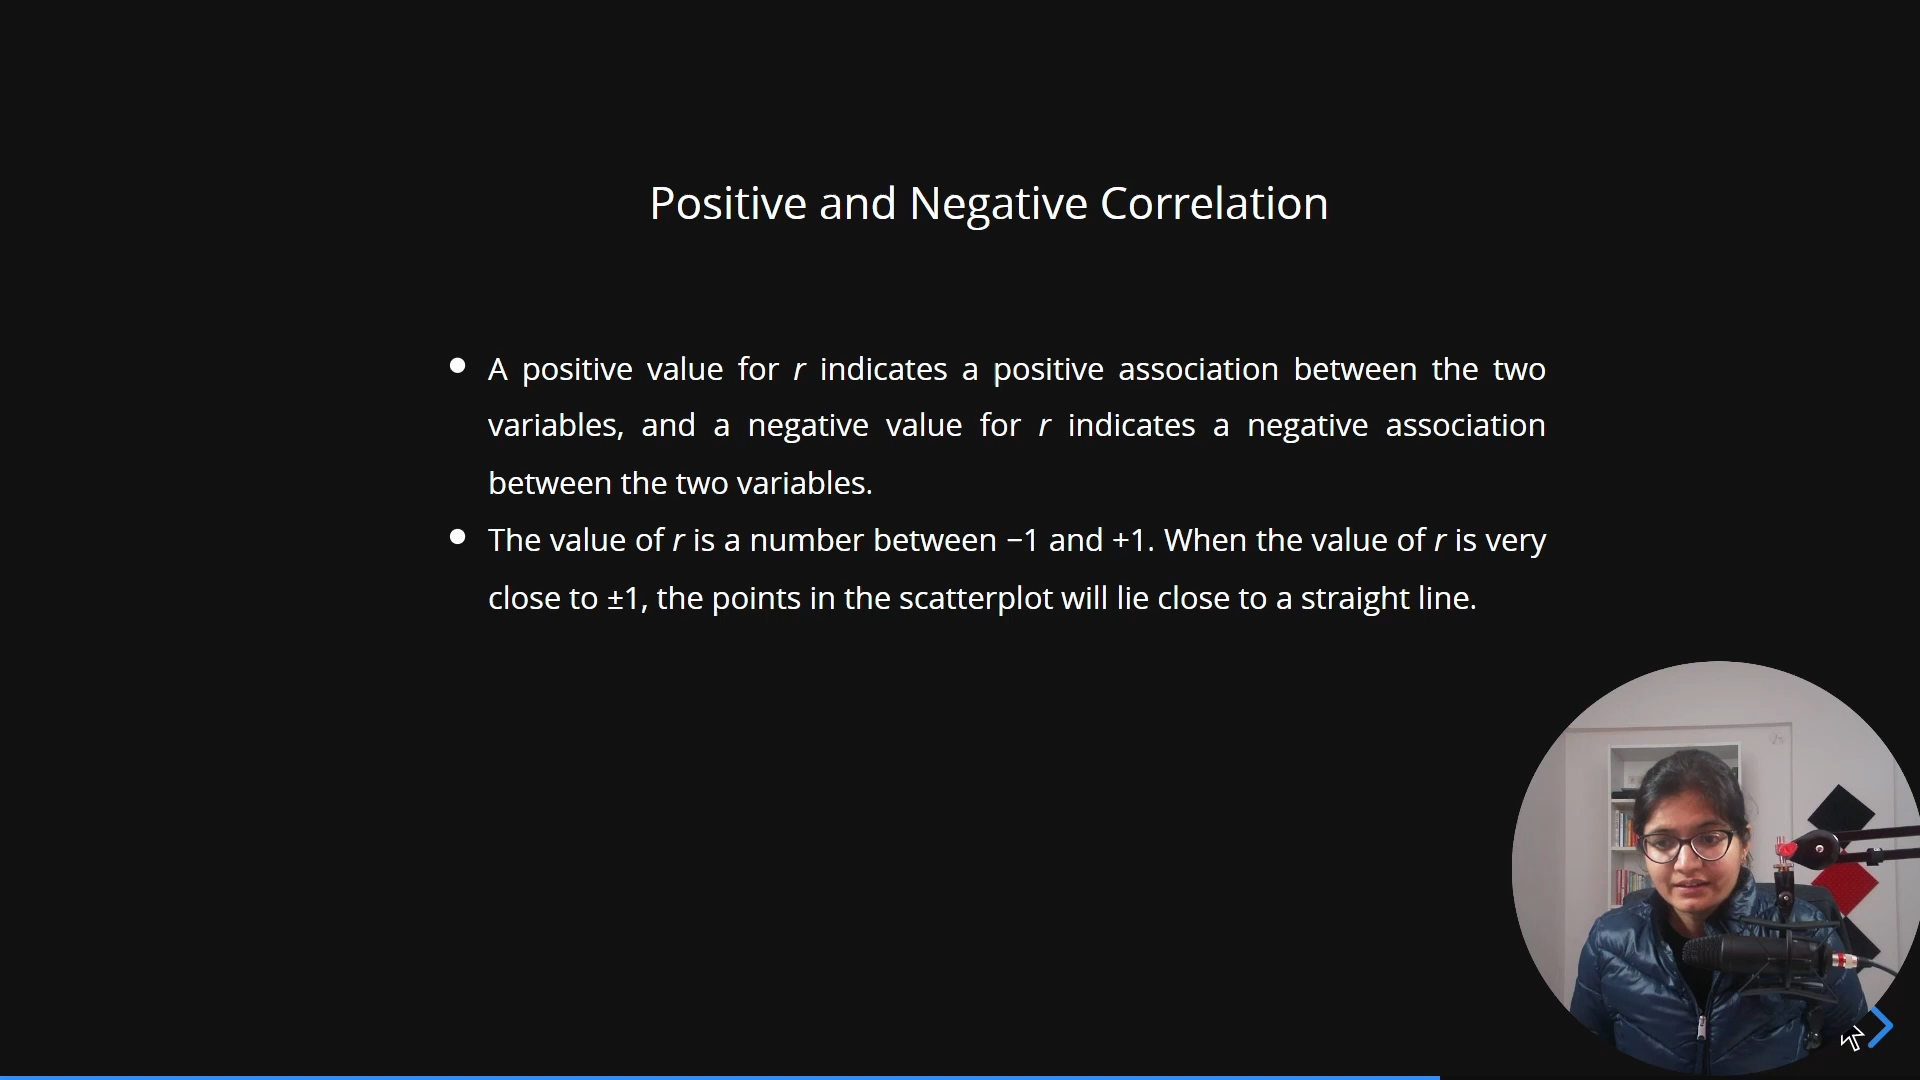 Positive and Negative Correlation
● A positive value for r indicates a positive association between the two
variables, and a negative value for r indicates a negative association
between the two variables.
● The value of r is a number between −1 and +1. When the value of r is very
close to ±1, the points in the scatterplot will lie close to a straight line.